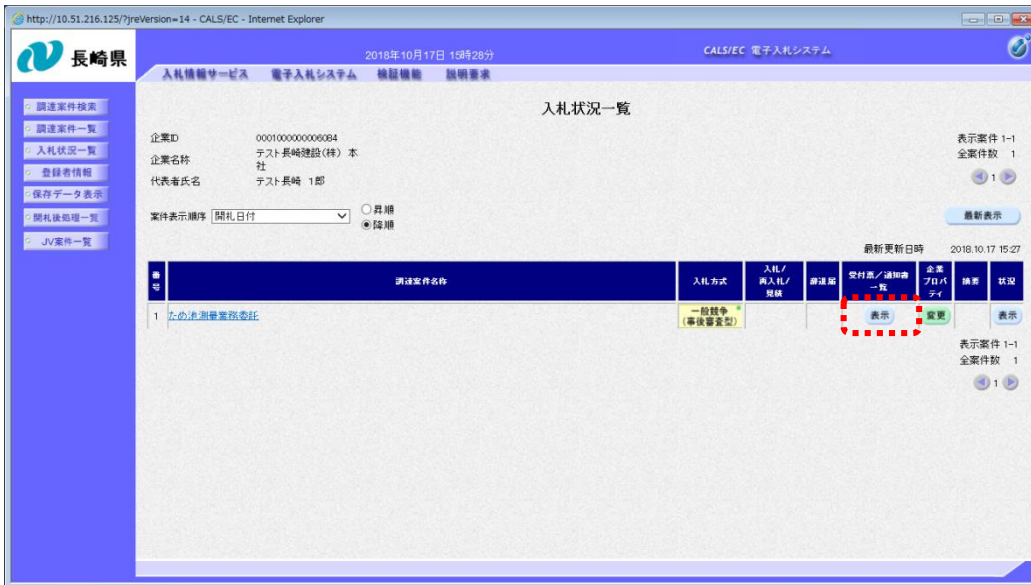 http://10.51.216.125/?jreVersion=14 - CALS/EC - Internet Explorer
長崎県
2018年10月17日 15時28分
CALS/EC 電子入札システム
入札情報サービス 電子入札システム 検証機能 説明要求
調達案件検索
調達案件一覧
入札状況一覧
登録者情報
保存データ表示
開札後処理一覧
JV案件一覧
入札状況一覧
企業ID 0001000000006084
企業名称 テスト長崎建設(株) 本社
代表者氏名 テスト長崎 1郎
表示案件 1-1
全案件数 1
1
案件表示順序 開札日付
昇順
降順
最新表示
最新更新日時 2018.10.17 15:27
番号 調達案件名称 入札方式 入札/再入札/見積 辞退届 受付票/通知書一覧 企業プロパティ 摘要 状況
1 ため池測量業務委託 一般競争(事後審査型) 表示 変更 表示
表示案件 1-1
全案件数 1
1